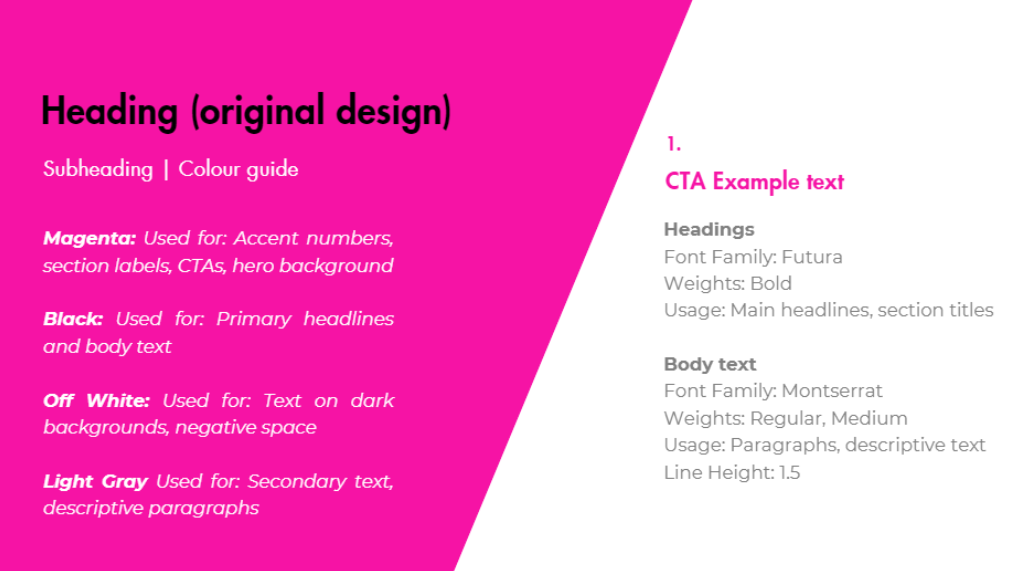 Heading (original design)
Subheading | Colour guide
Magenta: Used for: Accent numbers,
section labels, CTAs, hero background
Black: Used for: Primary headlines
and body text
Off White: Used for: Text on dark
backgrounds, negative space
Light Gray Used for: Secondary text,
descriptive paragraphs
1.
CTA Example text
Headings
Font Family: Futura
Weights: Bold
Usage: Main headlines, section titles
Body text
Font Family: Montserrat
Weights: Regular, Medium
Usage: Paragraphs, descriptive text
Line Height: 1.5